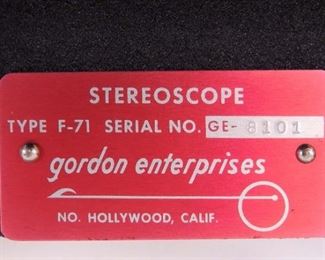 STEREOSCOPE
TYPE F-71 SERIAL NO. GE-8101
gordon enterprises
NO. HOLLYWOOD, CALIF.